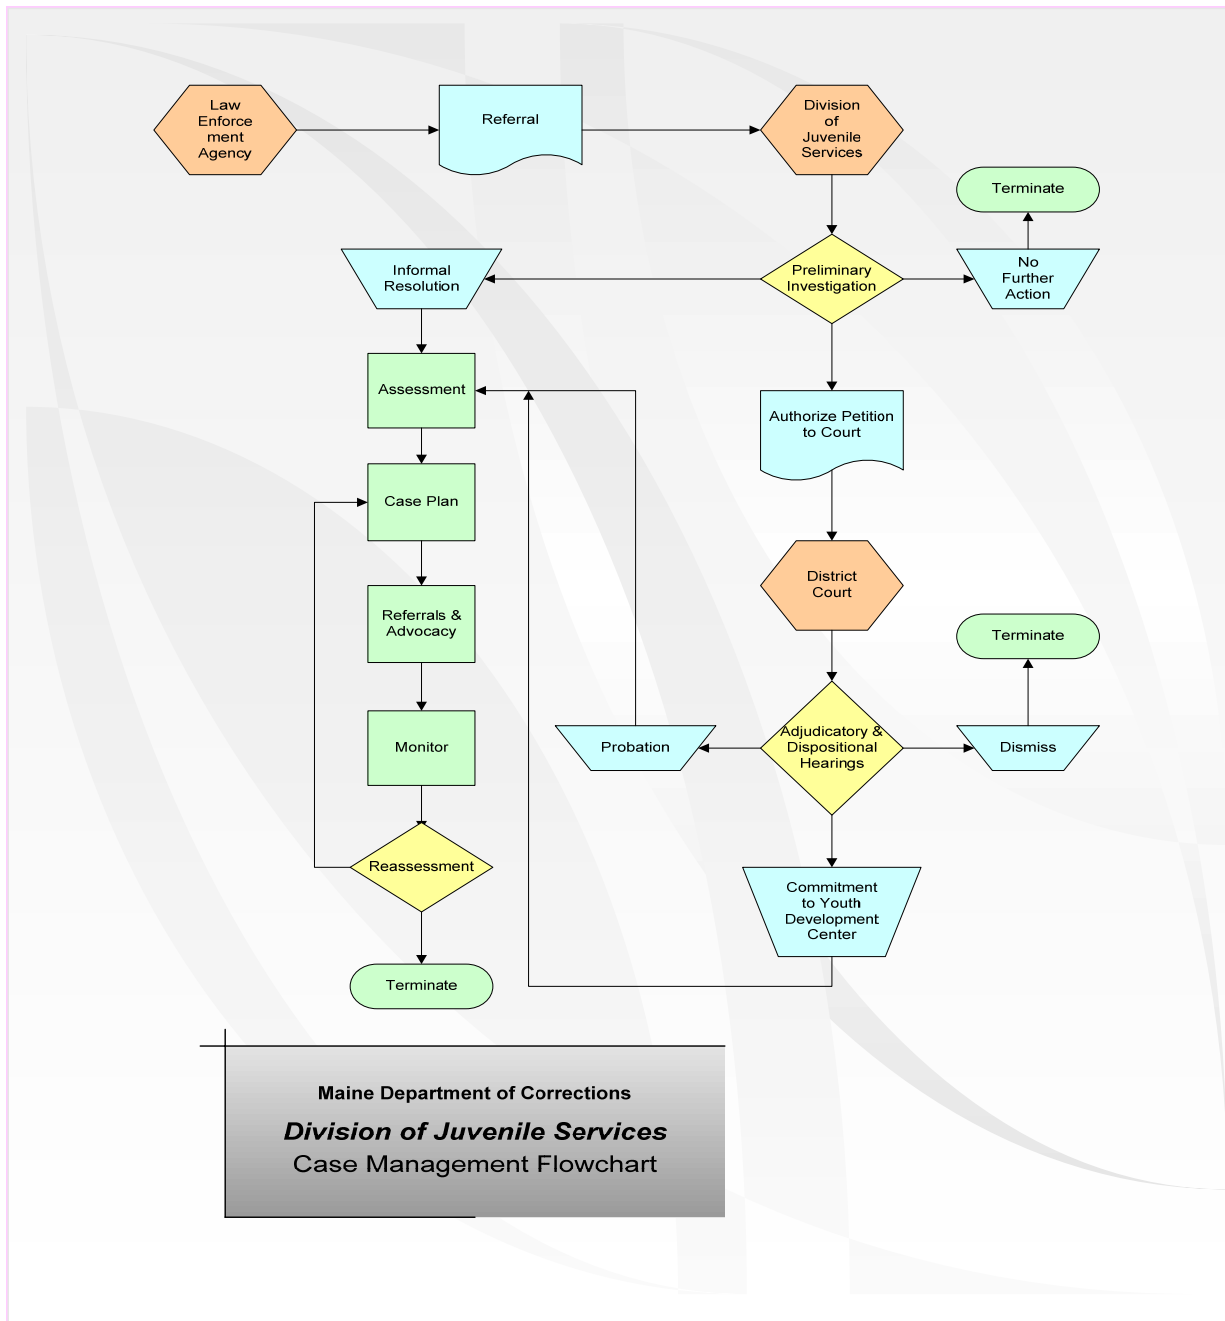 Law
Enforce
ment
Agency
Referral
Division
of
Juvenile
Services
Terminate
Informal
Resolution
Preliminary
Investigation
No
Further
Action
Assessment
Authorize Petition
to Court
Case Plan
District
Court
Referrals &
Advocacy
Terminate
Monitor
Probation
Adjudicatory &
Dispositional
Hearings
Dismiss
Reassessment
Commitment
to Youth
Development
Center
Terminate
Maine Department of Corrections
Division of Juvenile Services
Case Management Flowchart